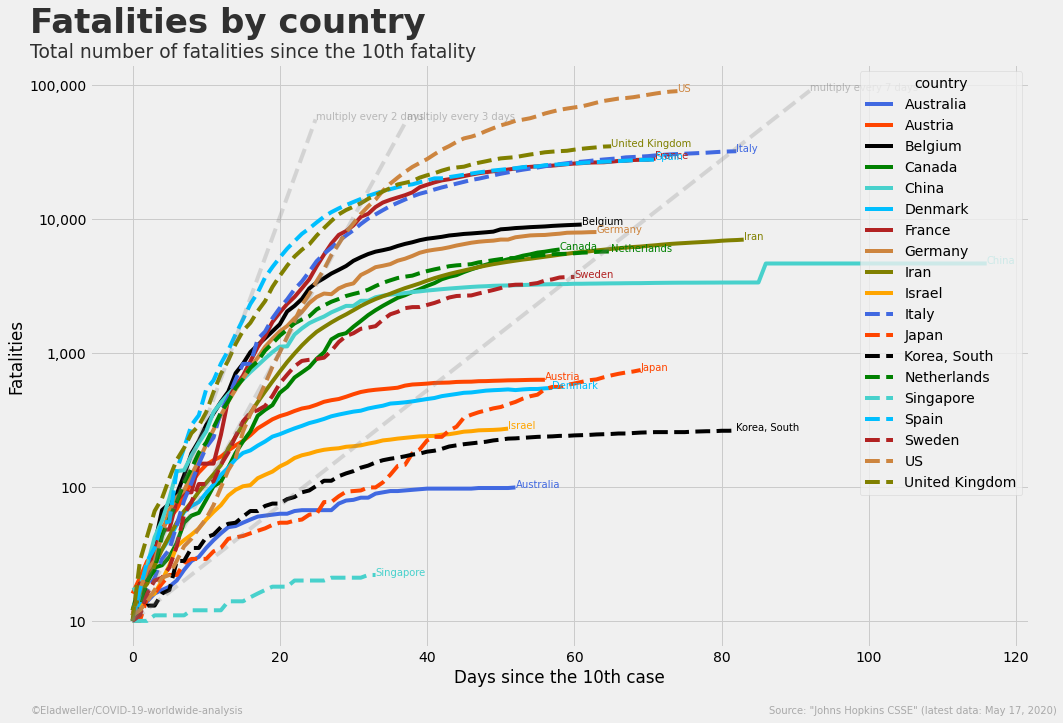 Fatalities by country
Total number of fatalities since the 10th fatality
100,000
10,000
1,000
100
10
Fatalities
0
20
40
60
80
100
120
Days since the 10th case
multiply every 2 days
multiply every 3 days
multiply every 7 days
US
United Kingdom
Italy
France
Spain
Belgium
Germany
Iran
Canada
Netherlands
China
Sweden
Japan
Austria
Denmark
Israel
Korea, South
Australia
Singapore
country
Australia
Austria
Belgium
Canada
China
Denmark
France
Germany
Iran
Israel
Italy
Japan
Korea, South
Netherlands
Singapore
Spain
Sweden
US
United Kingdom
©Eladweller/COVID-19-worldwide-analysis
Source: "Johns Hopkins CSSE" (latest data: May 17, 2020)